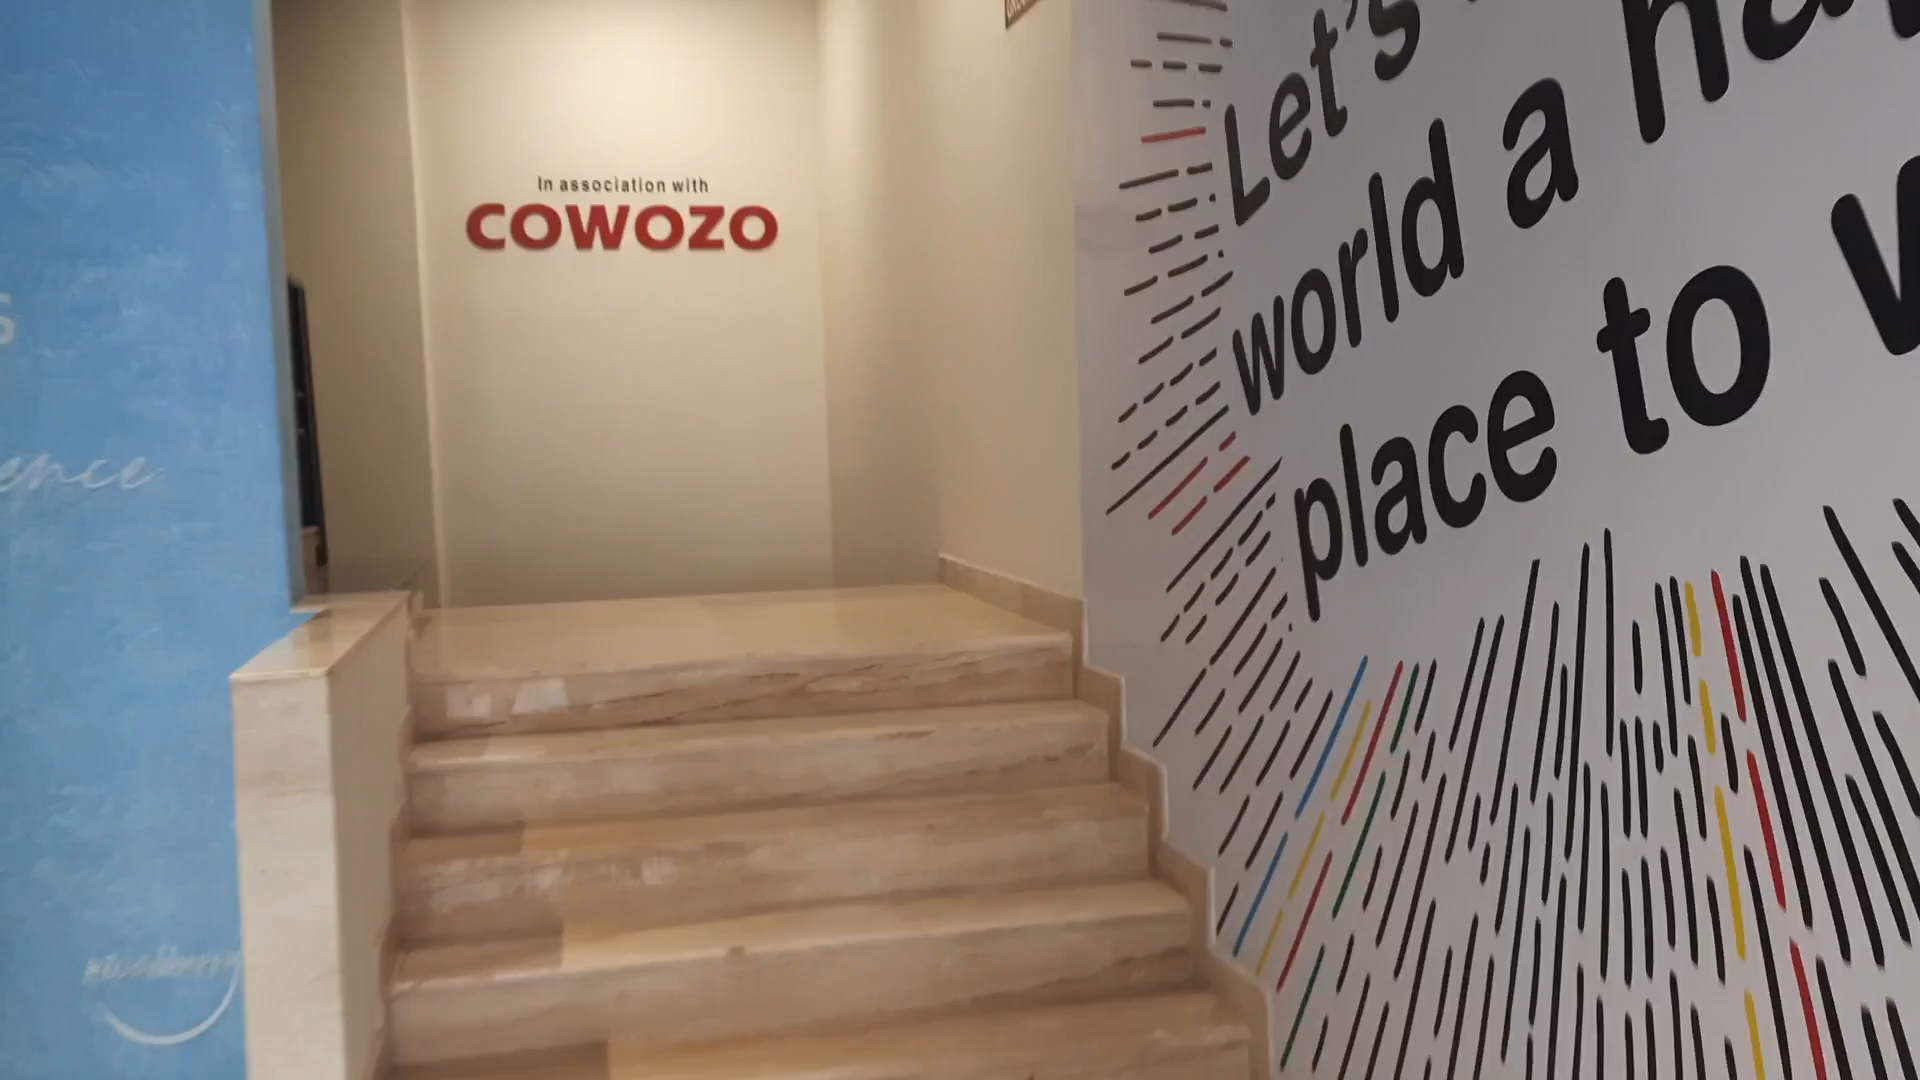 In association with
COWOZO
Let's
world a
place to